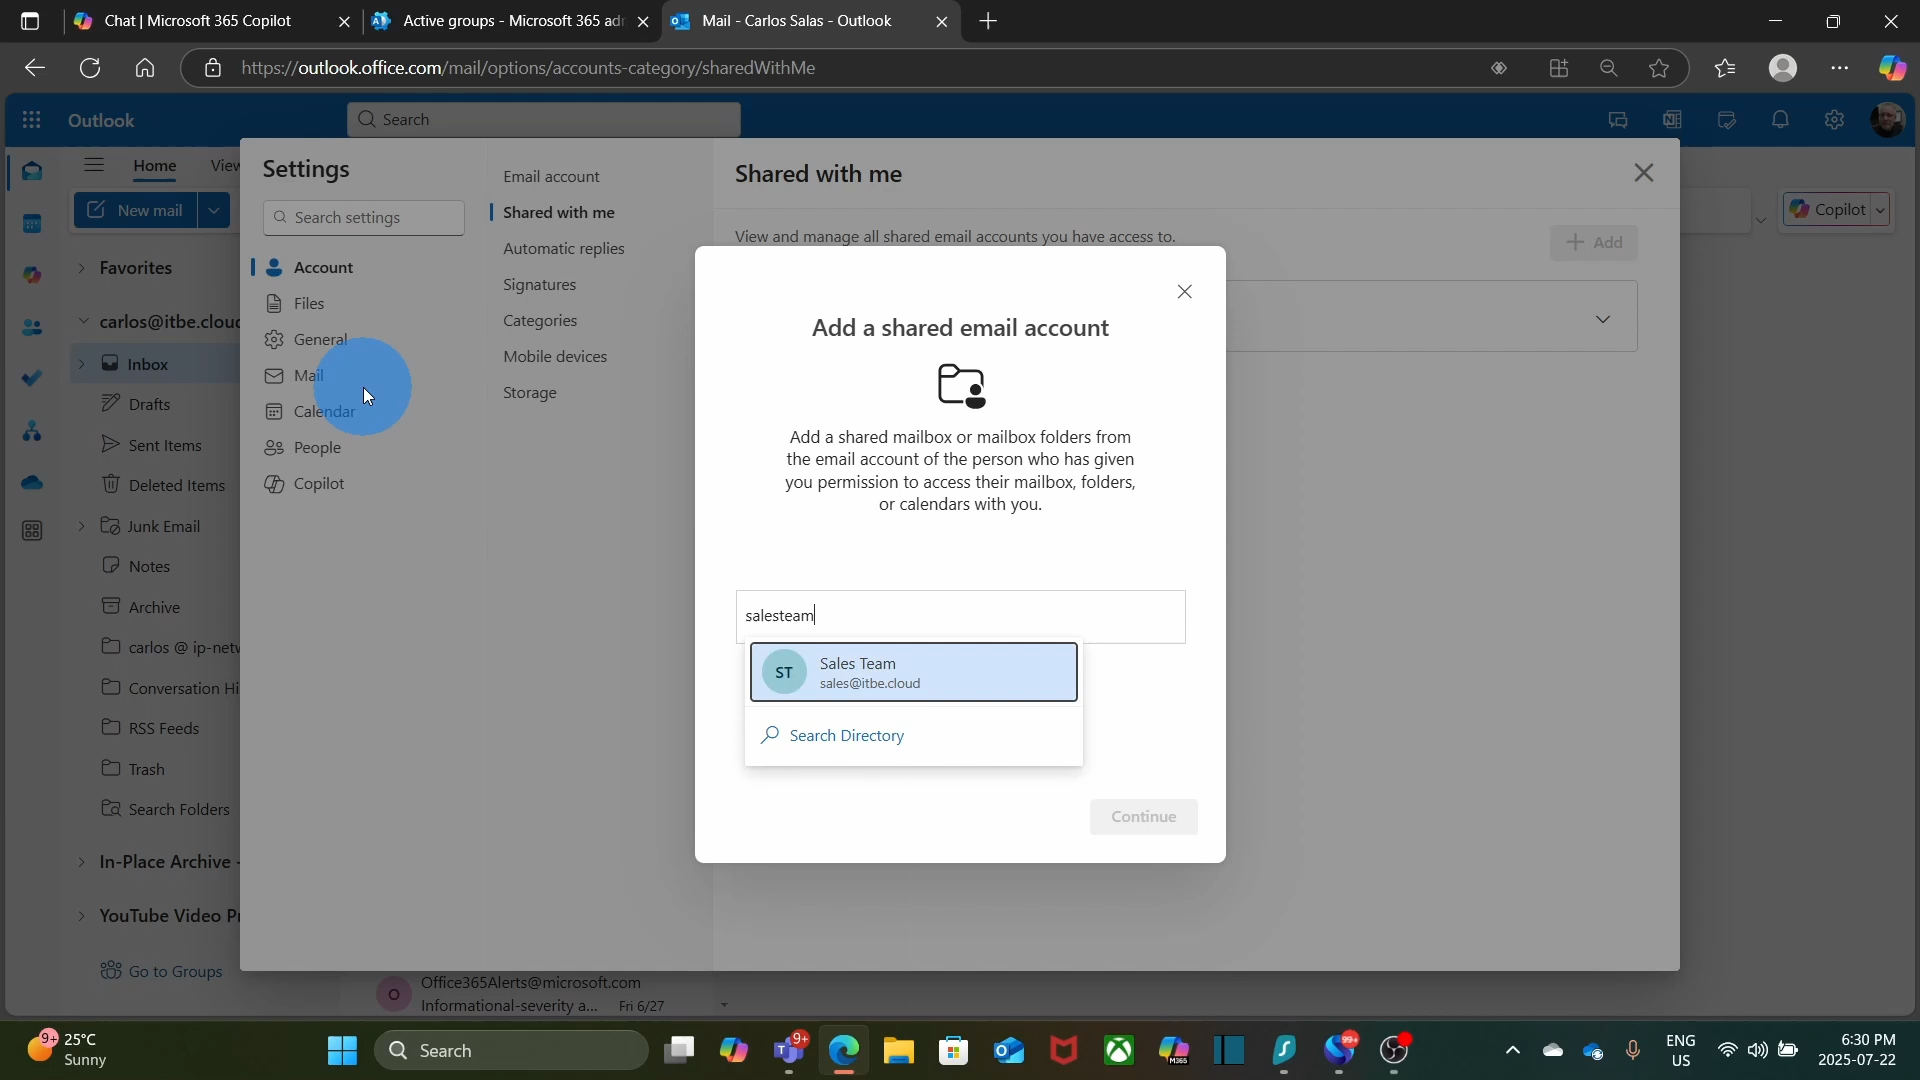 Chat | Microsoft 365 Copilot
Active groups - Microsoft 365 adr
Mail - Carlos Salas - Outlook
https://outlook.office.com/mail/options/accounts-category/sharedWithMe
Outlook
Search
Home
View
New mail
Copilot
Favorites
carlos@itbe.cloud
Inbox
Drafts
Sent Items
Deleted Items
Junk Email
Notes
Archive
carlos @ ip-netw
Conversation Hi
RSS Feeds
Trash
Search Folders
In-Place Archive -
YouTube Video Pr
Go to Groups
Settings
Search settings
Account
Files
General
Mail
Calendar
People
Copilot
Email account
Shared with me
Automatic replies
Signatures
Categories
Mobile devices
Storage
Shared with me
View and manage all shared email accounts you have access to.
Add
Add a shared email account
Add a shared mailbox or mailbox folders from
the email account of the person who has given
you permission to access their mailbox, folders,
or calendars with you.
salesteam
ST
Sales Team
sales@itbe.cloud
Search Directory
Continue
O
Office365Alerts@microsoft.com
Informational-severity a... Fri 6/27
9+
25°C
Sunny
Search
9+
M365
99+
ENG
US
6:30 PM
2025-07-22